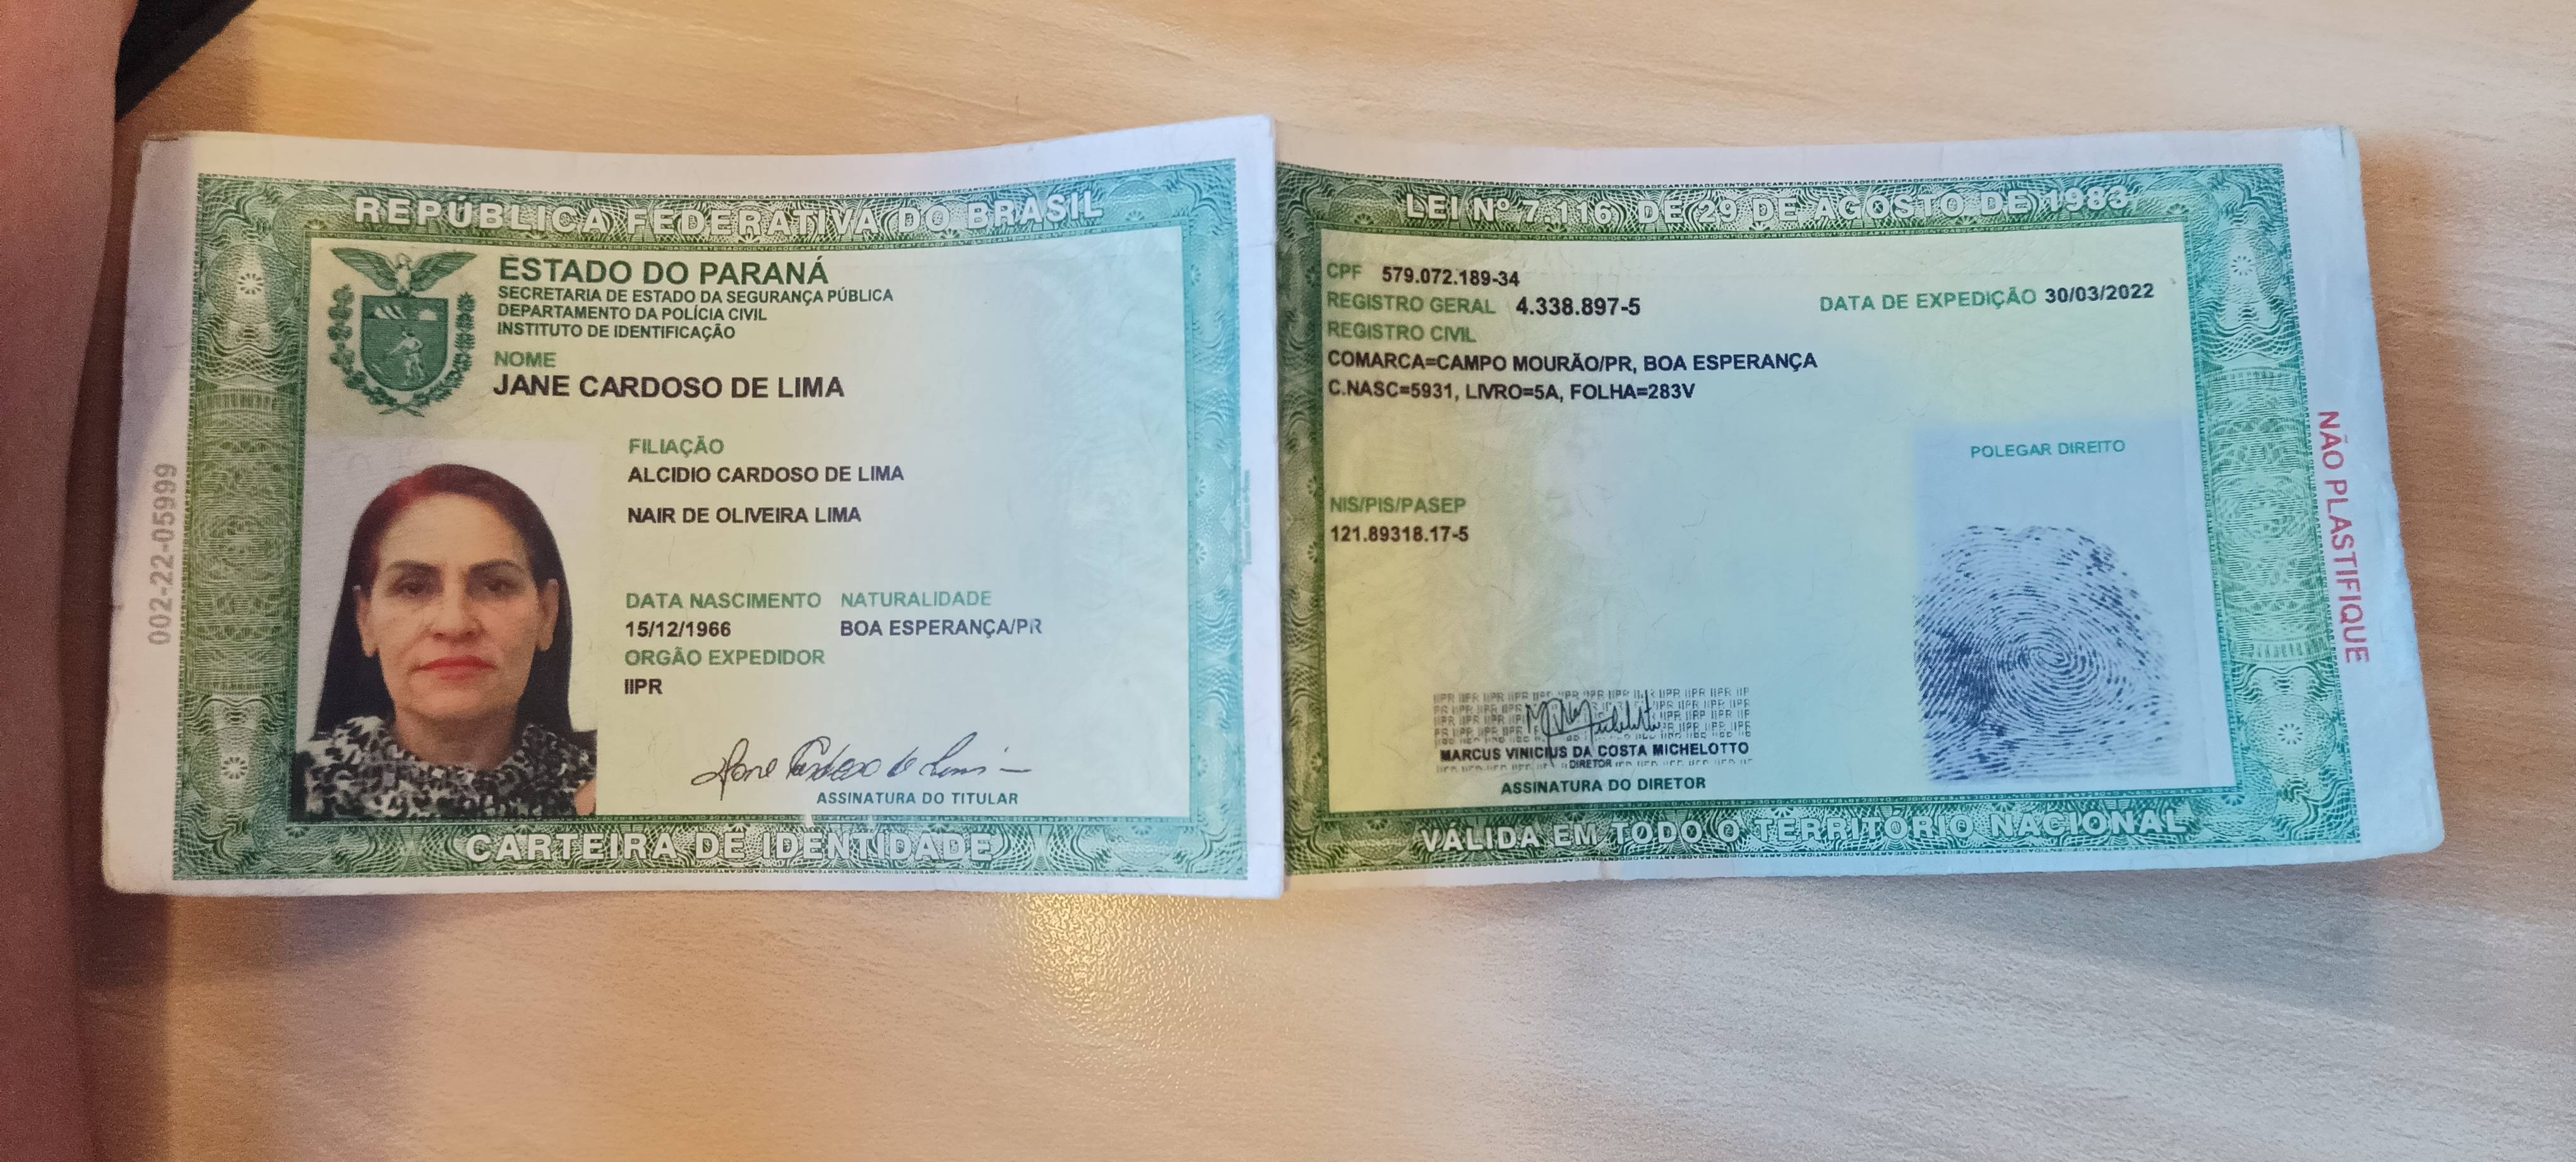 REPÚBLICA FEDERATIVA DO BRASIL
ESTADO DO PARANÁ
SECRETARIA DE ESTADO DA SEGURANÇA PÚBLICA
DEPARTAMENTO DA POLÍCIA CIVIL
INSTITUTO DE IDENTIFICAÇÃO
NOME
JANE CARDOSO DE LIMA
FILIAÇÃO
ALCIDIO CARDOSO DE LIMA
NAIR DE OLIVEIRA LIMA
DATA NASCIMENTO NATURALIDADE
15/12/1966 BOA ESPERANÇA/PR
ORGÃO EXPEDIDOR
IIPR
Jane Cardoso de Lima
ASSINATURA DO TITULAR
CARTEIRA DE IDENTIDADE
002-22-05999
LEI Nº 7.116, DE 29 DE AGOSTO DE 1983
CPF 579.072.189-34
REGISTRO GERAL 4.338.897-5 DATA DE EXPEDIÇÃO 30/03/2022
REGISTRO CIVIL
COMARCA=CAMPO MOURÃO/PR, BOA ESPERANÇA
C.NASC=5931, LIVRO=5A, FOLHA=283V
POLEGAR DIREITO
NIS/PIS/PASEP
121.89318.17-5
MARCUS VINICIUS DA COSTA MICHELOTTO
DIRETOR
ASSINATURA DO DIRETOR
VÁLIDA EM TODO O TERRITÓRIO NACIONAL
NÃO PLASTIFIQUE